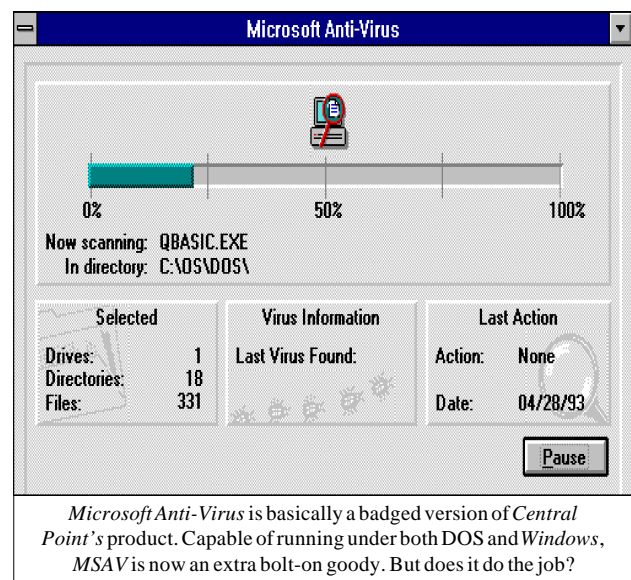 Microsoft Anti-Virus
0% 50% 100%
Now scanning: QBASIC.EXE
In directory: C:\OS\DOS\
Selected
Drives: 1
Directories: 18
Files: 331
Virus Information
Last Virus Found:
Last Action
Action: None
Date: 04/28/93
Pause
Microsoft Anti-Virus is basically a badged version of Central
Point's product. Capable of running under both DOS and Windows,
MSAV is now an extra bolt-on goody. But does it do the job?